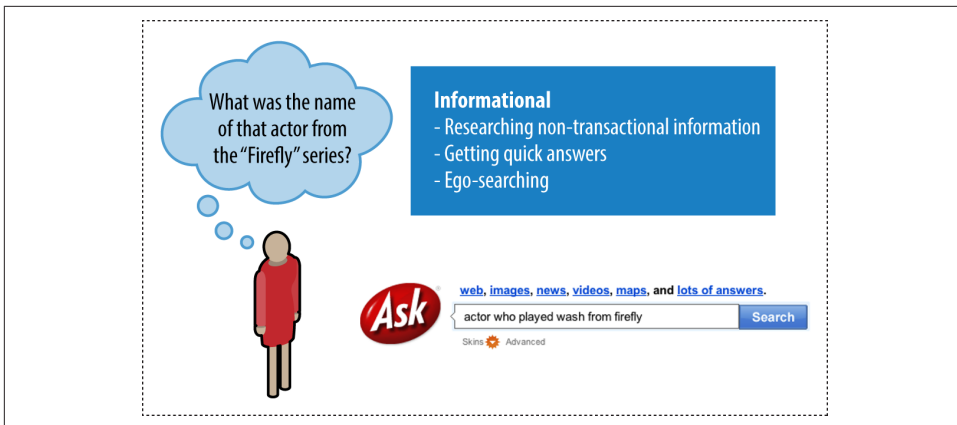 What was the name
of that actor from
the “Firefly” series?
Informational
- Researching non-transactional information
- Getting quick answers
- Ego-searching
web, images, news, videos, maps, and lots of answers.
Ask
actor who played wash from firefly
Search
Skins Advanced